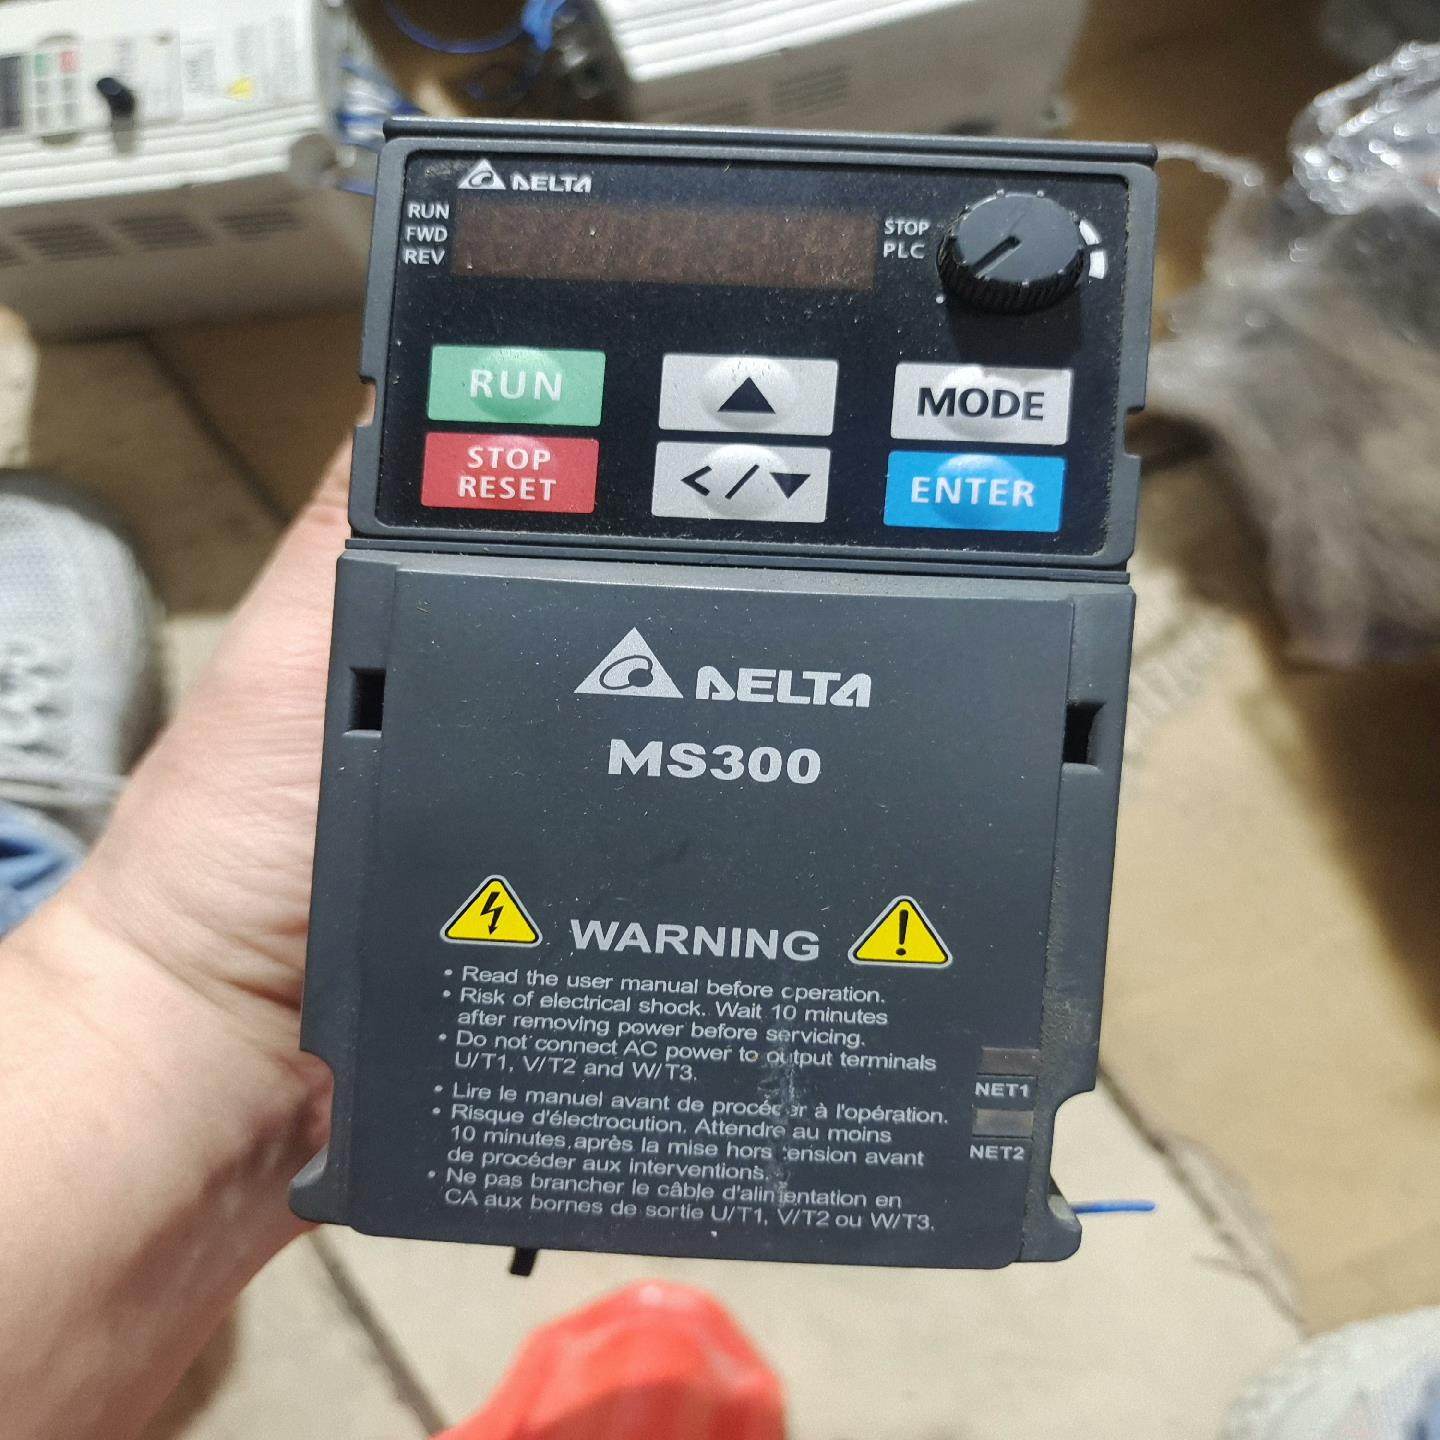 DELTA
RUN
FWD
REV
STOP
PLC
RUN
MODE
STOP
RESET
</
ENTER
DELTA
MS300
WARNING
• Read the user manual before operation.
• Risk of electrical shock. Wait 10 minutes
after removing power before servicing.
• Do not connect AC power to output terminals
U/T1, V/T2 and W/T3.
• Lire le manuel avant de procéder à l'opération.
• Risque d'électrocution. Attendre au moins
10 minutes après la mise hors tension avant
de procéder aux interventions.
• Ne pas brancher le câble d'alimentation en
CA aux bornes de sortie U/T1, V/T2 ou W/T3.
NET1
NET2